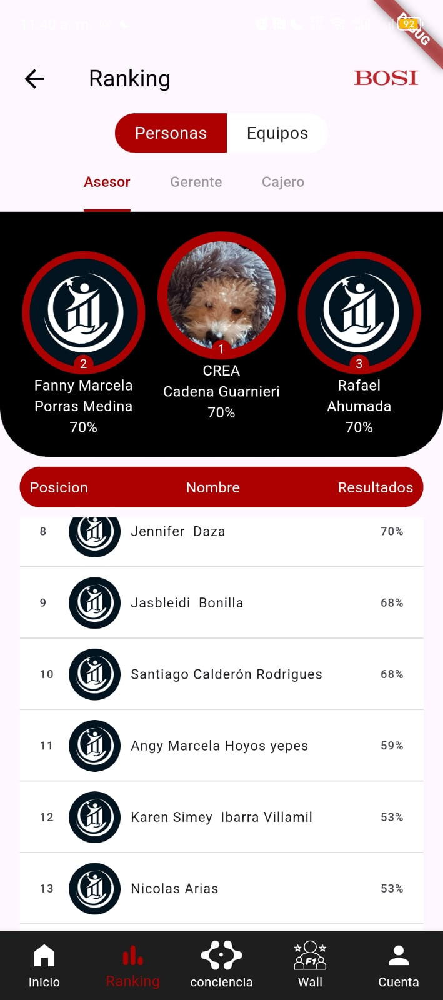 11:40 a. m.
92
DEBUG
Ranking
BOSI
Personas
Equipos
Asesor
Gerente
Cajero
1
CREA
Cadena Guarnieri
70%
2
Fanny Marcela
Porras Medina
70%
3
Rafael
Ahumada
70%
Posicion Nombre Resultados
8 Jennifer Daza 70%
9 Jasbleidi Bonilla 68%
10 Santiago Calderón Rodrigues 68%
11 Angy Marcela Hoyos yepes 59%
12 Karen Simey Ibarra Villamil 53%
13 Nicolas Arias 53%
F1
Inicio
Ranking
conciencia
Wall
Cuenta